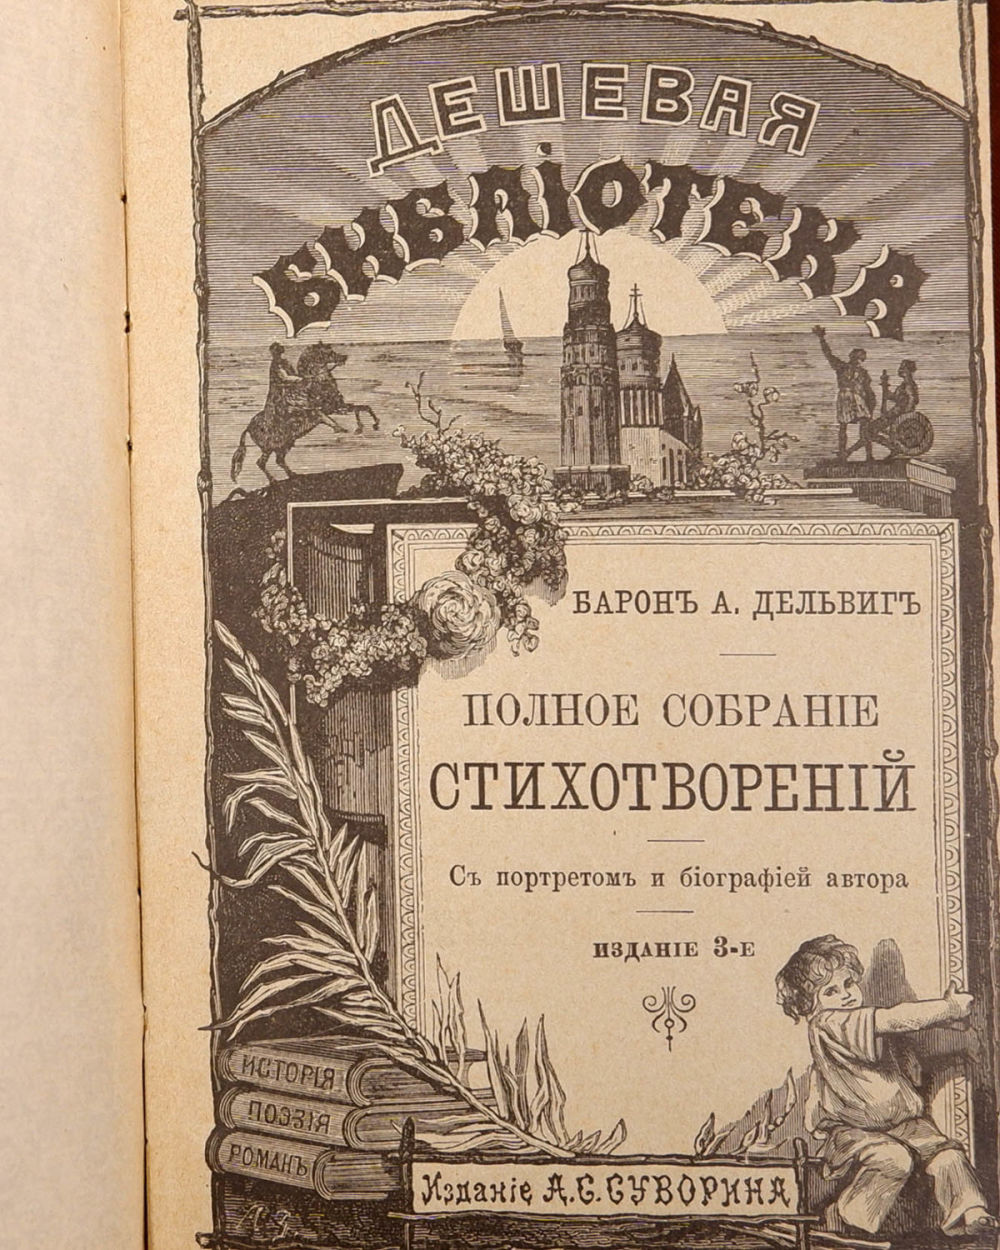 ДЕШЕВАЯ
БИБЛІОТЕКА
БАРОНЪ А. ДЕЛЬВИГЪ
ПОЛНОЕ СОБРАНІЕ
СТИХОТВОРЕНІЙ
Съ портретомъ и біографіей автора
ИЗДАНІЕ 3-Е
ИСТОРІЯ
ПОЭЗІЯ
РОМАНЪ
Изданіе А.С.СУВОРИНА